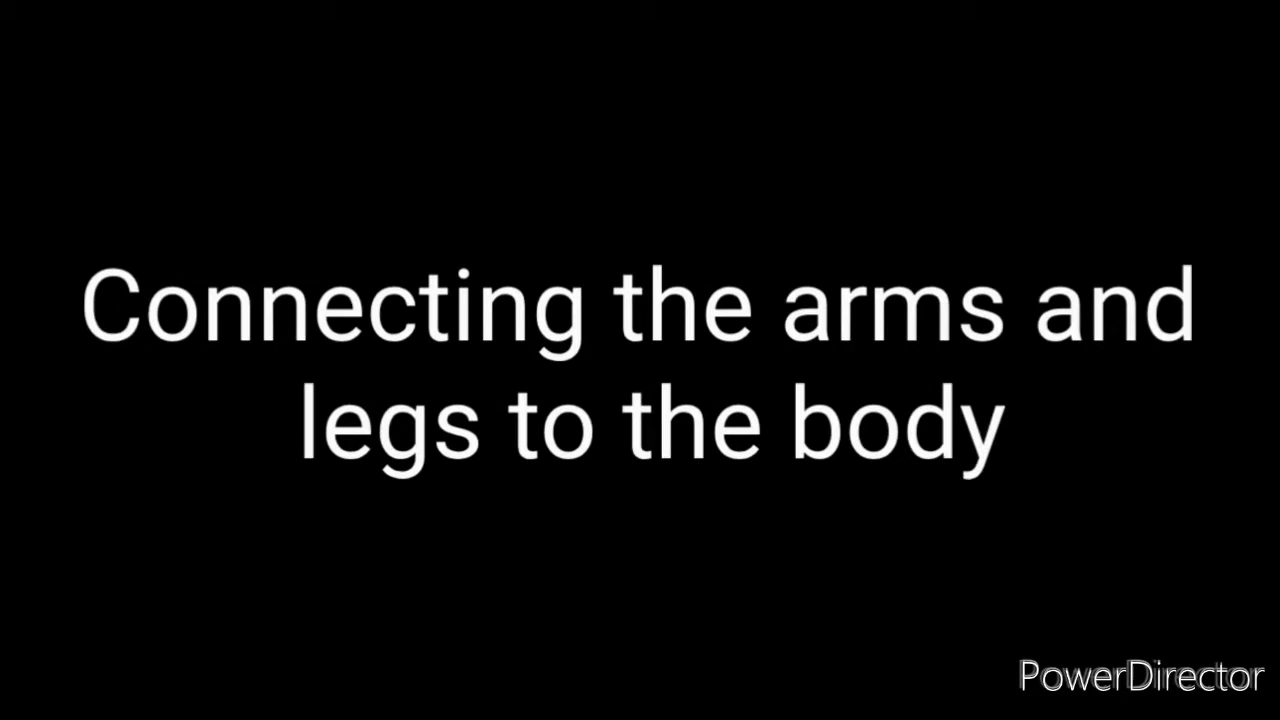 Connecting the arms and
legs to the body
PowerDirector